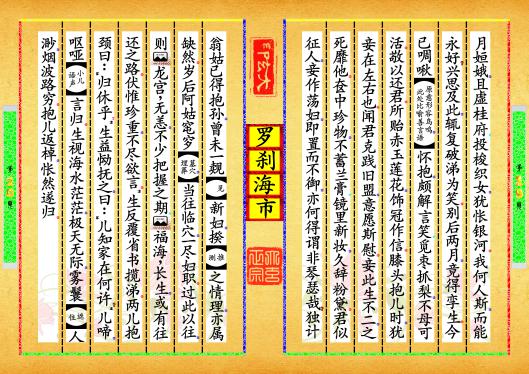 月姮娥且虚桂府投梭织女犹怅银河我何人斯而能
永好兴思及此辄复破涕为笑别后两月竟得孪生今
已啁啾【原意形容鸟鸣，此处比喻善言语】怀抱颇解言笑觅枣抓梨不母可
活敬以还君所贻赤玉莲花饰冠作信膝头抱儿时犹
妾在左右也闻君克践旧盟意愿斯慰妾此生不二之
死靡他奁中珍物不蓄兰膏镜里新妆久辞粉黛君似
征人妾作荡妇即置而不御亦何得谓非琴瑟哉独计
罗刹海市
翁姑已得抱孙曾未一觌【见】新妇揆【推测】之情理亦属
缺然岁后阿姑窀穸【墓穴 埋葬】当往临穴一尽妇职过此以往
则龙宫无恙不少把握之期福海长生或有往
还之路伏惟珍重不尽欲言。生反覆省书揽涕两儿抱
颈曰：归休乎。生益恸抚之曰：儿知家在何许，儿啼
呕哑【小儿语声】言归生视海水茫茫极天无际雾鬟人
渺烟波路穷抱儿返棹怅然遂归